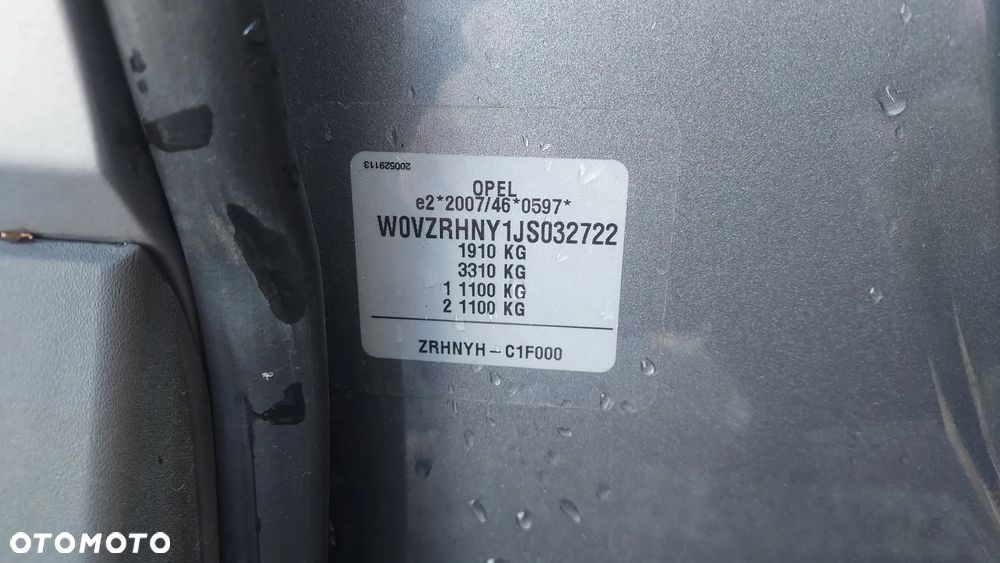 200529113
OPEL
e2*2007/46*0597*
W0VZRHNY1JS032722
1910 KG
3310 KG
1 1100 KG
2 1100 KG
ZRHNYH - C1F000
OTOMOTO